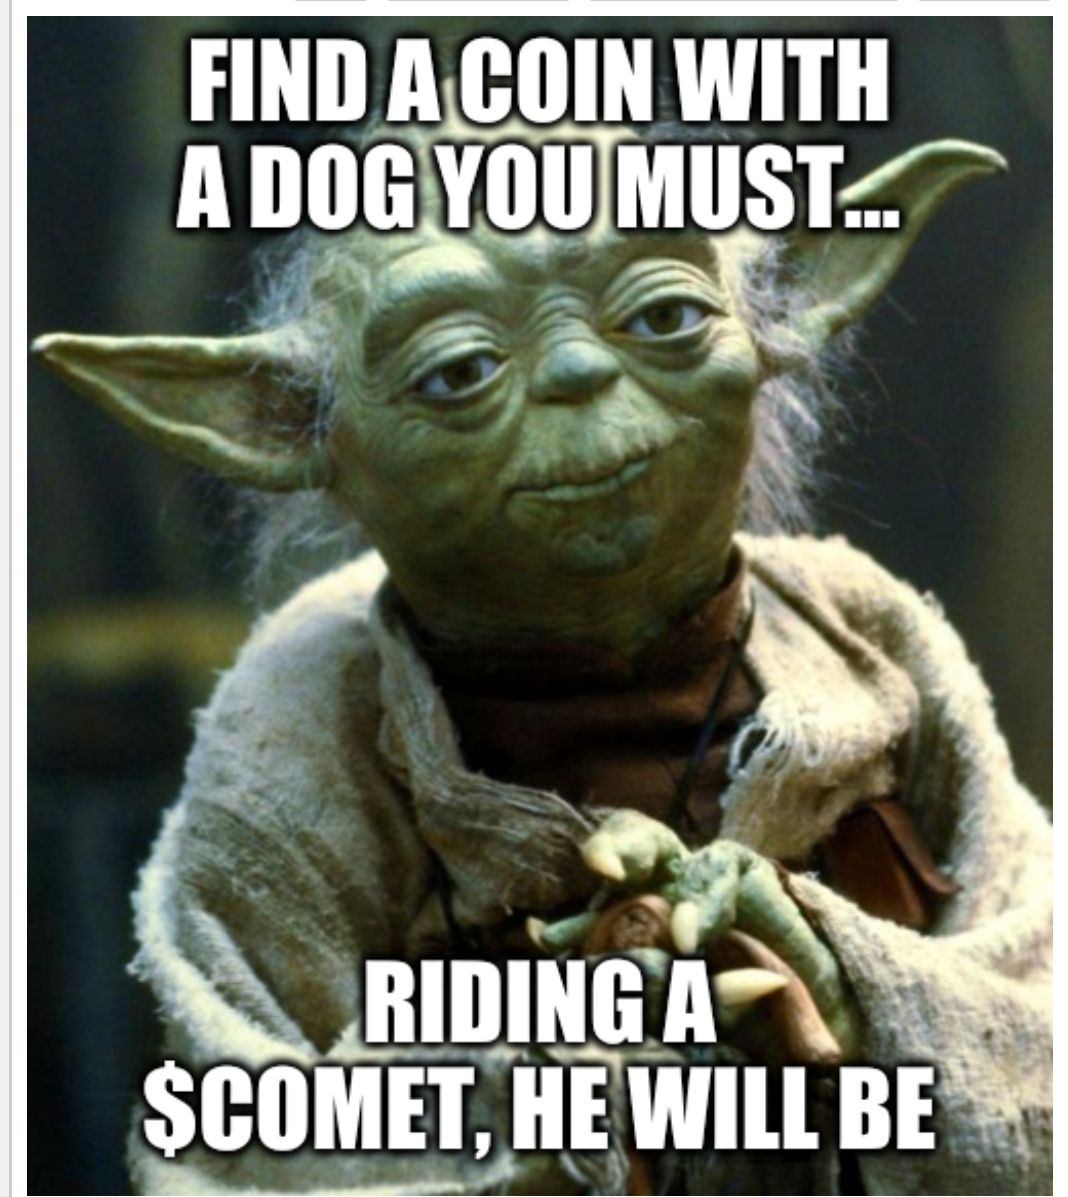 FIND A COIN WITH
A DOG YOU MUST...
RIDING A
$COMET, HE WILL BE